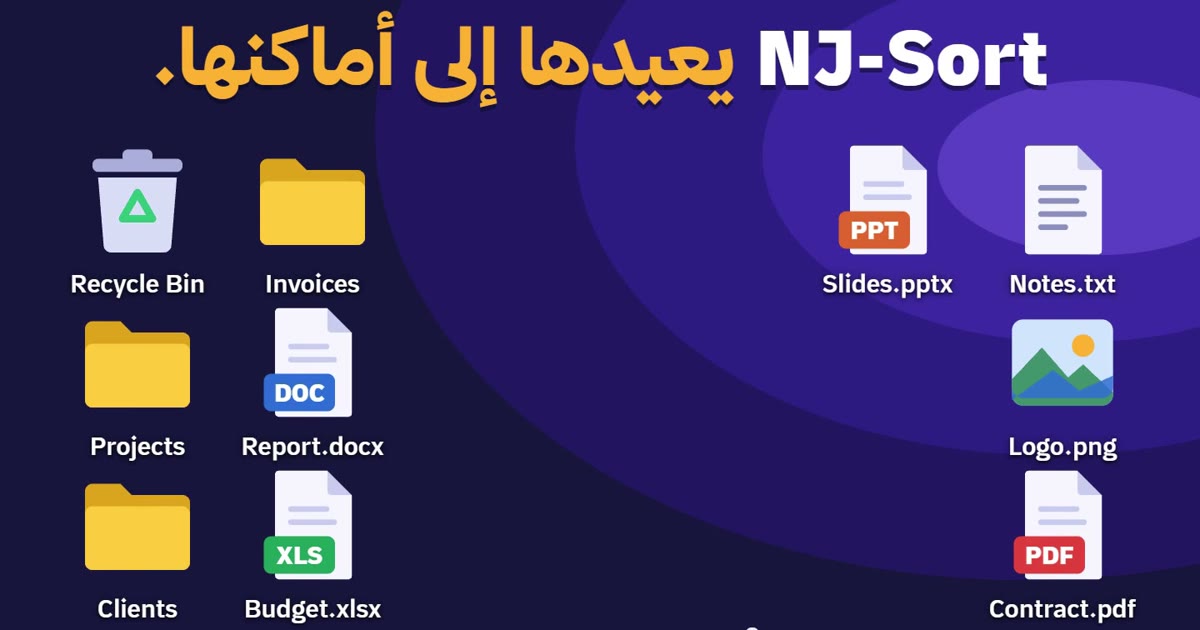 NJ-Sort يعيدها إلى أماكنها.
Recycle Bin
Invoices
PPT
Slides.pptx
Notes.txt
Projects
DOC
Report.docx
Logo.png
Clients
XLS
Budget.xlsx
PDF
Contract.pdf